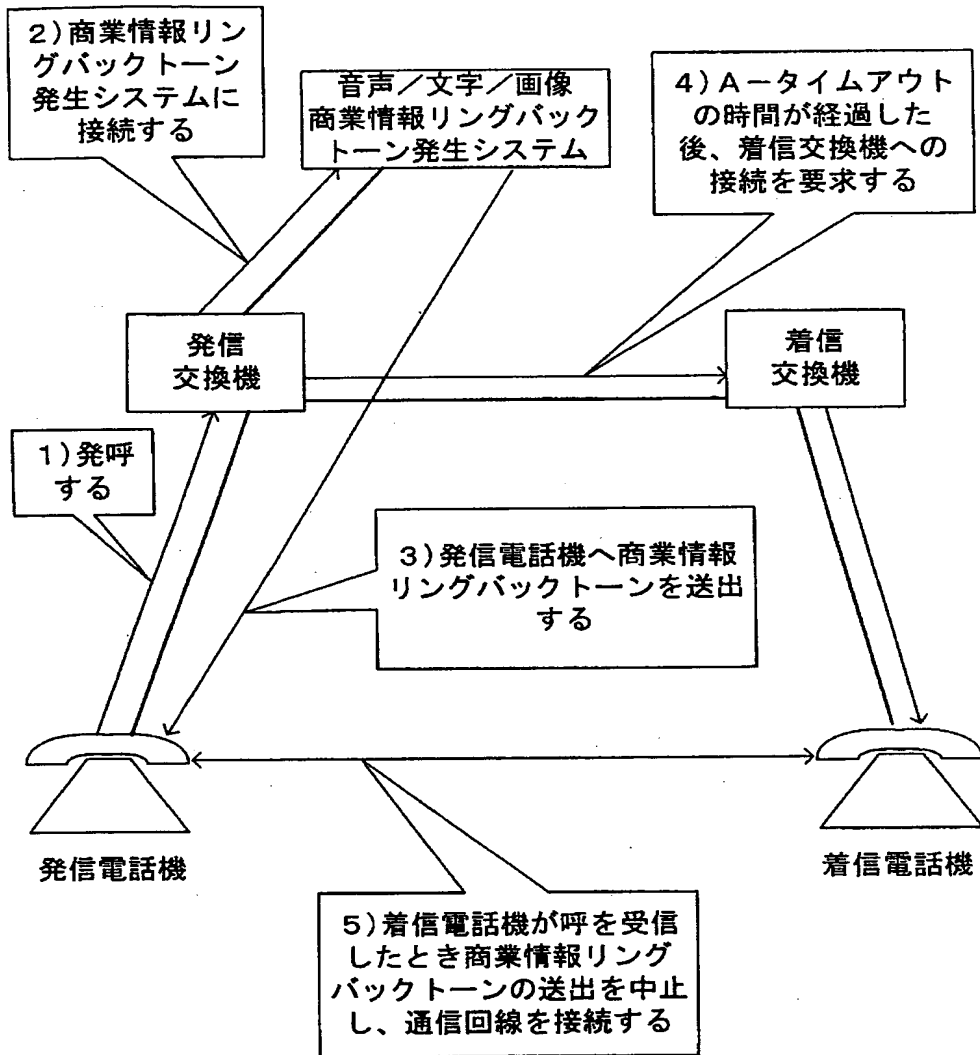 2)商業情報リン
グバックトーン
発生システムに
接続する
音声/文字/画像
商業情報リングバック
トーン発生システム
4)A-タイムアウト
の時間が経過した
後、着信交換機への
接続を要求する
発信
交換機
着信
交換機
1)発呼
する
3)発信電話機へ商業情報
リングバックトーンを送出
する
発信電話機
着信電話機
5)着信電話機が呼を受信
したとき商業情報リング
バックトーンの送出を中止
し、通信回線を接続する